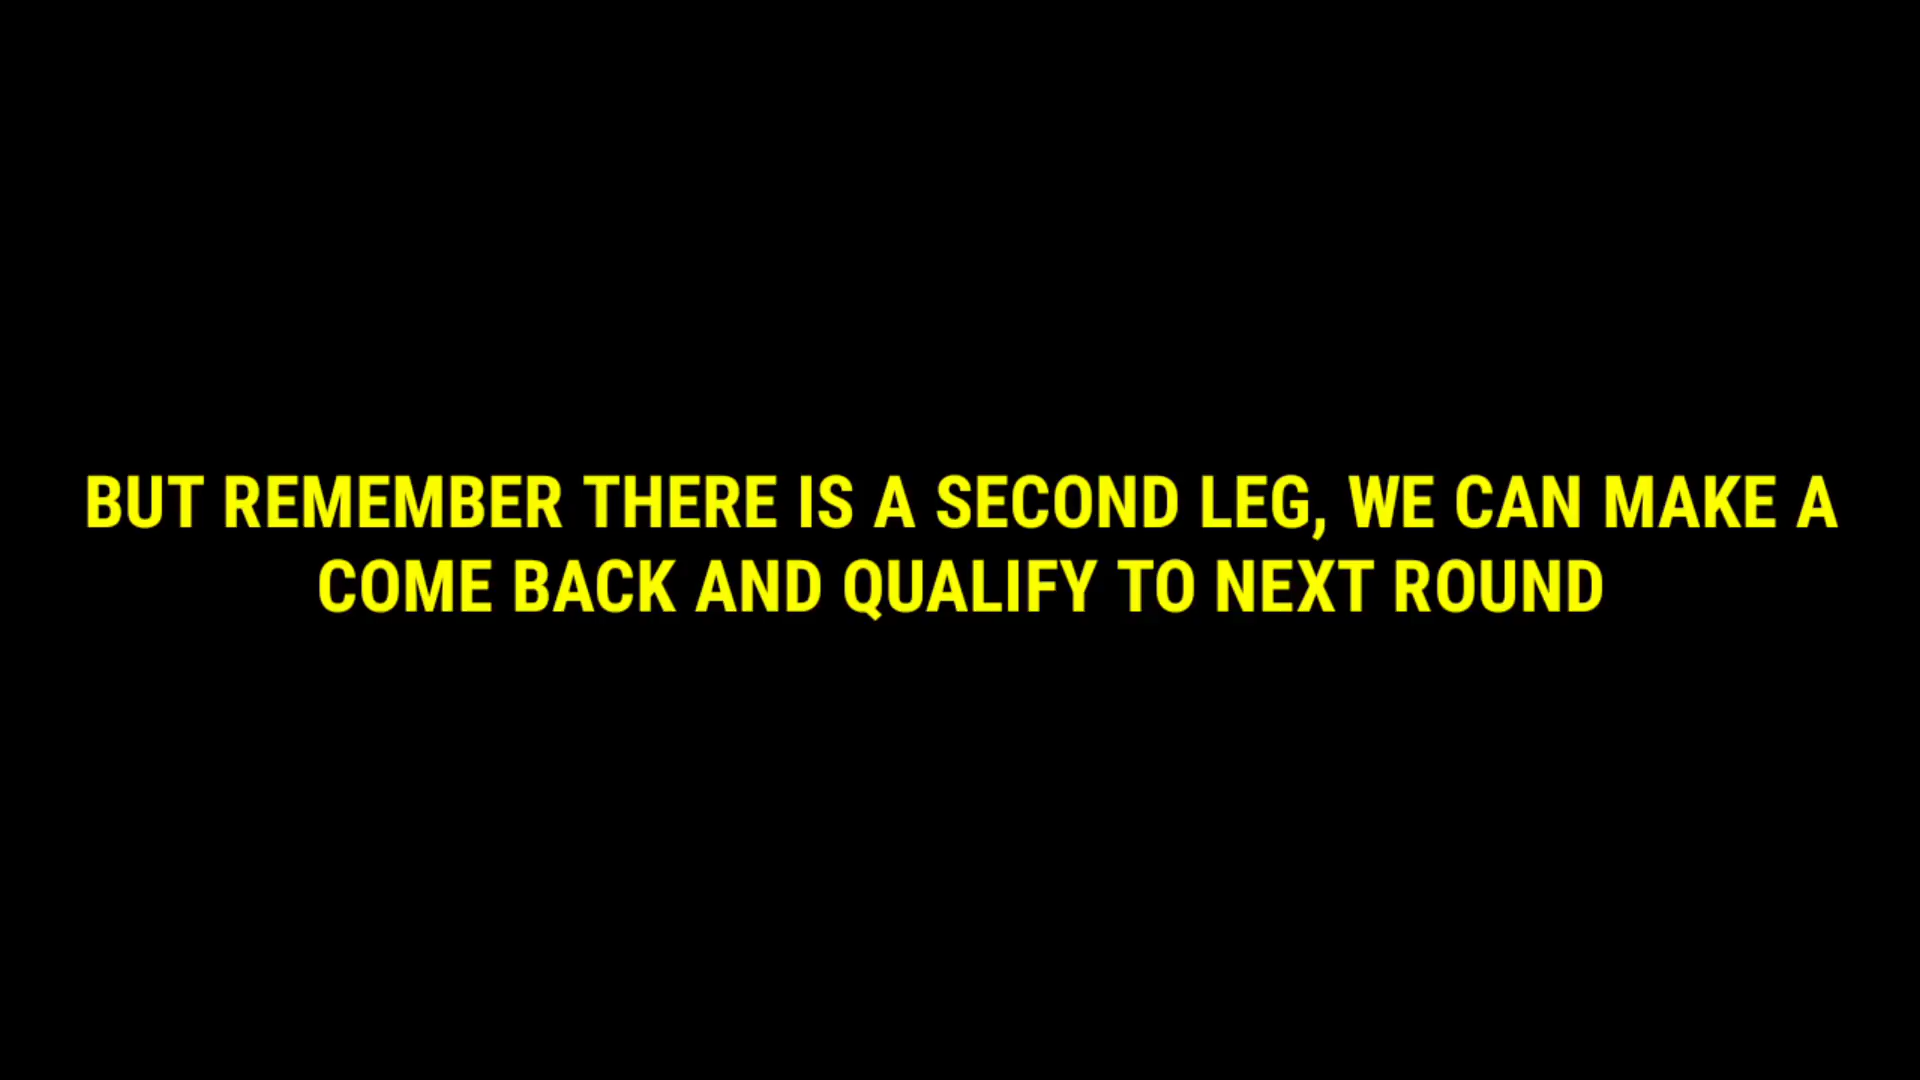 BUT REMEMBER THERE IS A SECOND LEG, WE CAN MAKE A
COME BACK AND QUALIFY TO NEXT ROUND